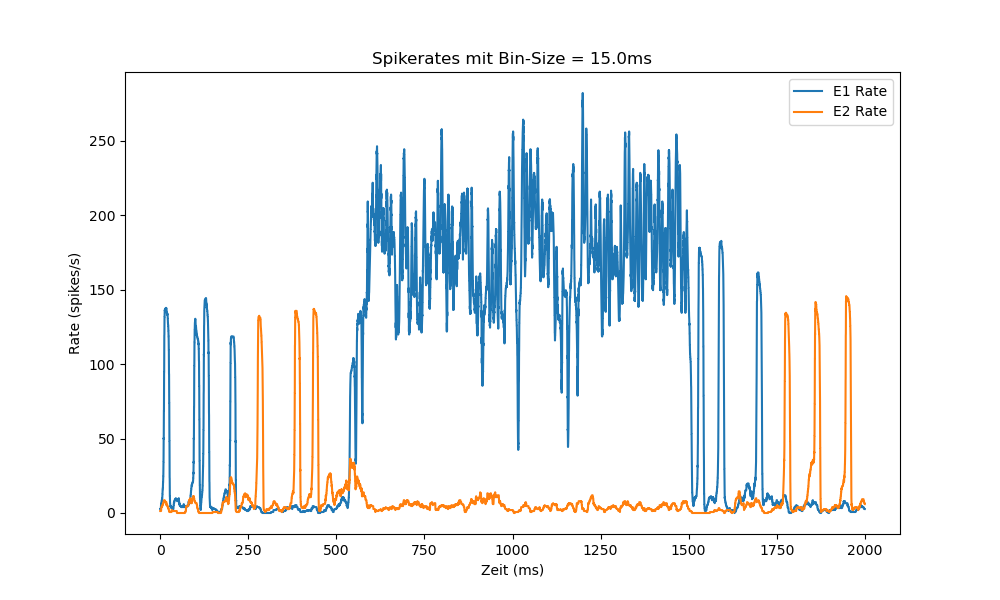 Spikerates mit Bin-Size = 15.0ms
E1 Rate
E2 Rate
Rate (spikes/s)
250
200
150
100
50
0
0 250 500 750 1000 1250 1500 1750 2000
Zeit (ms)